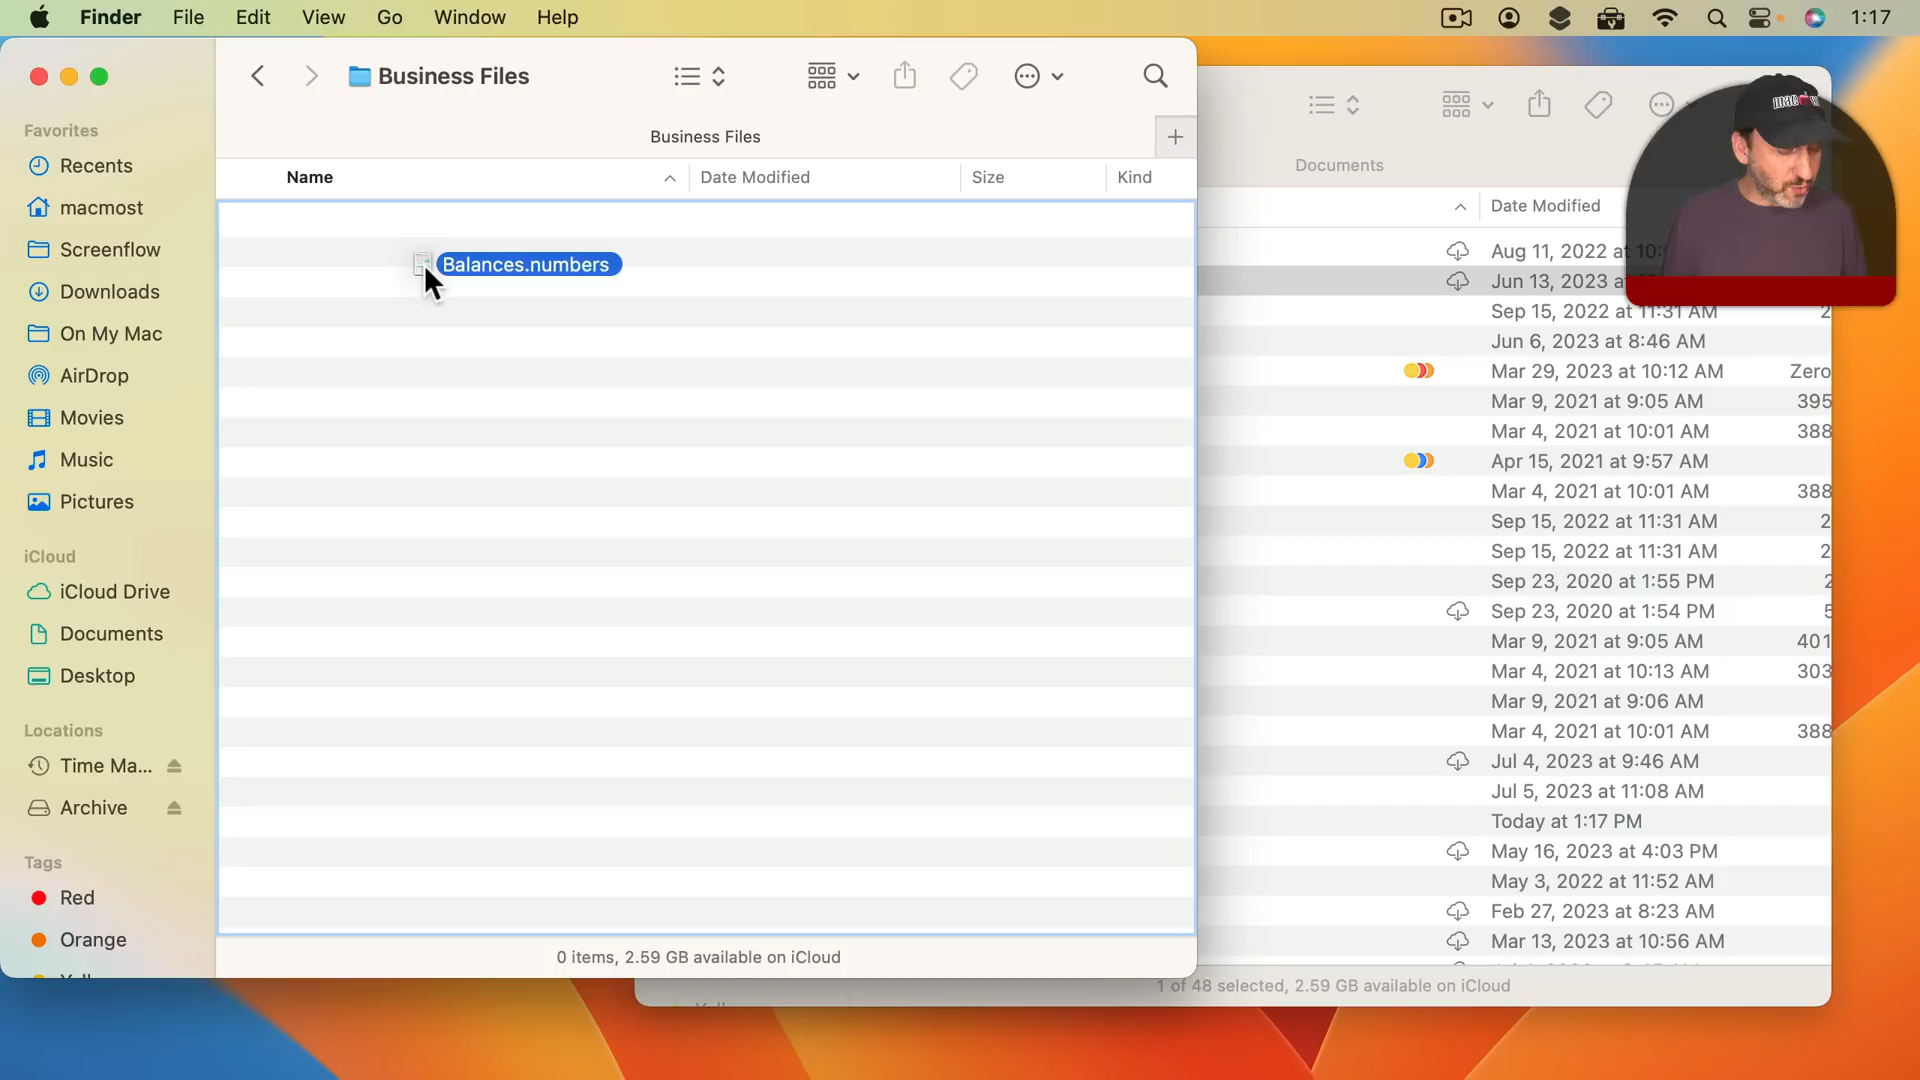 Finder File Edit View Go Window Help 1:17
Business Files
Business Files
Name Date Modified Size Kind
Balances.numbers
0 items, 2.59 GB available on iCloud
Favorites
Recents
macmost
Screenflow
Downloads
On My Mac
AirDrop
Movies
Music
Pictures
iCloud
iCloud Drive
Documents
Desktop
Locations
Time Ma...
Archive
Tags
Red
Orange
Documents
Date Modified
Aug 11, 2022 at 10:
Jun 13, 2023 a
Sep 15, 2022 at 11:31 AM 2
Jun 6, 2023 at 8:46 AM
Mar 29, 2023 at 10:12 AM Zero
Mar 9, 2021 at 9:05 AM 395
Mar 4, 2021 at 10:01 AM 388
Apr 15, 2021 at 9:57 AM
Mar 4, 2021 at 10:01 AM 388
Sep 15, 2022 at 11:31 AM 2
Sep 15, 2022 at 11:31 AM 2
Sep 23, 2020 at 1:55 PM 2
Sep 23, 2020 at 1:54 PM 5
Mar 9, 2021 at 9:05 AM 401
Mar 4, 2021 at 10:13 AM 303
Mar 9, 2021 at 9:06 AM
Mar 4, 2021 at 10:01 AM 388
Jul 4, 2023 at 9:46 AM
Jul 5, 2023 at 11:08 AM
Today at 1:17 PM
May 16, 2023 at 4:03 PM
May 3, 2022 at 11:52 AM
Feb 27, 2023 at 8:23 AM
Mar 13, 2023 at 10:56 AM
1 of 48 selected, 2.59 GB available on iCloud